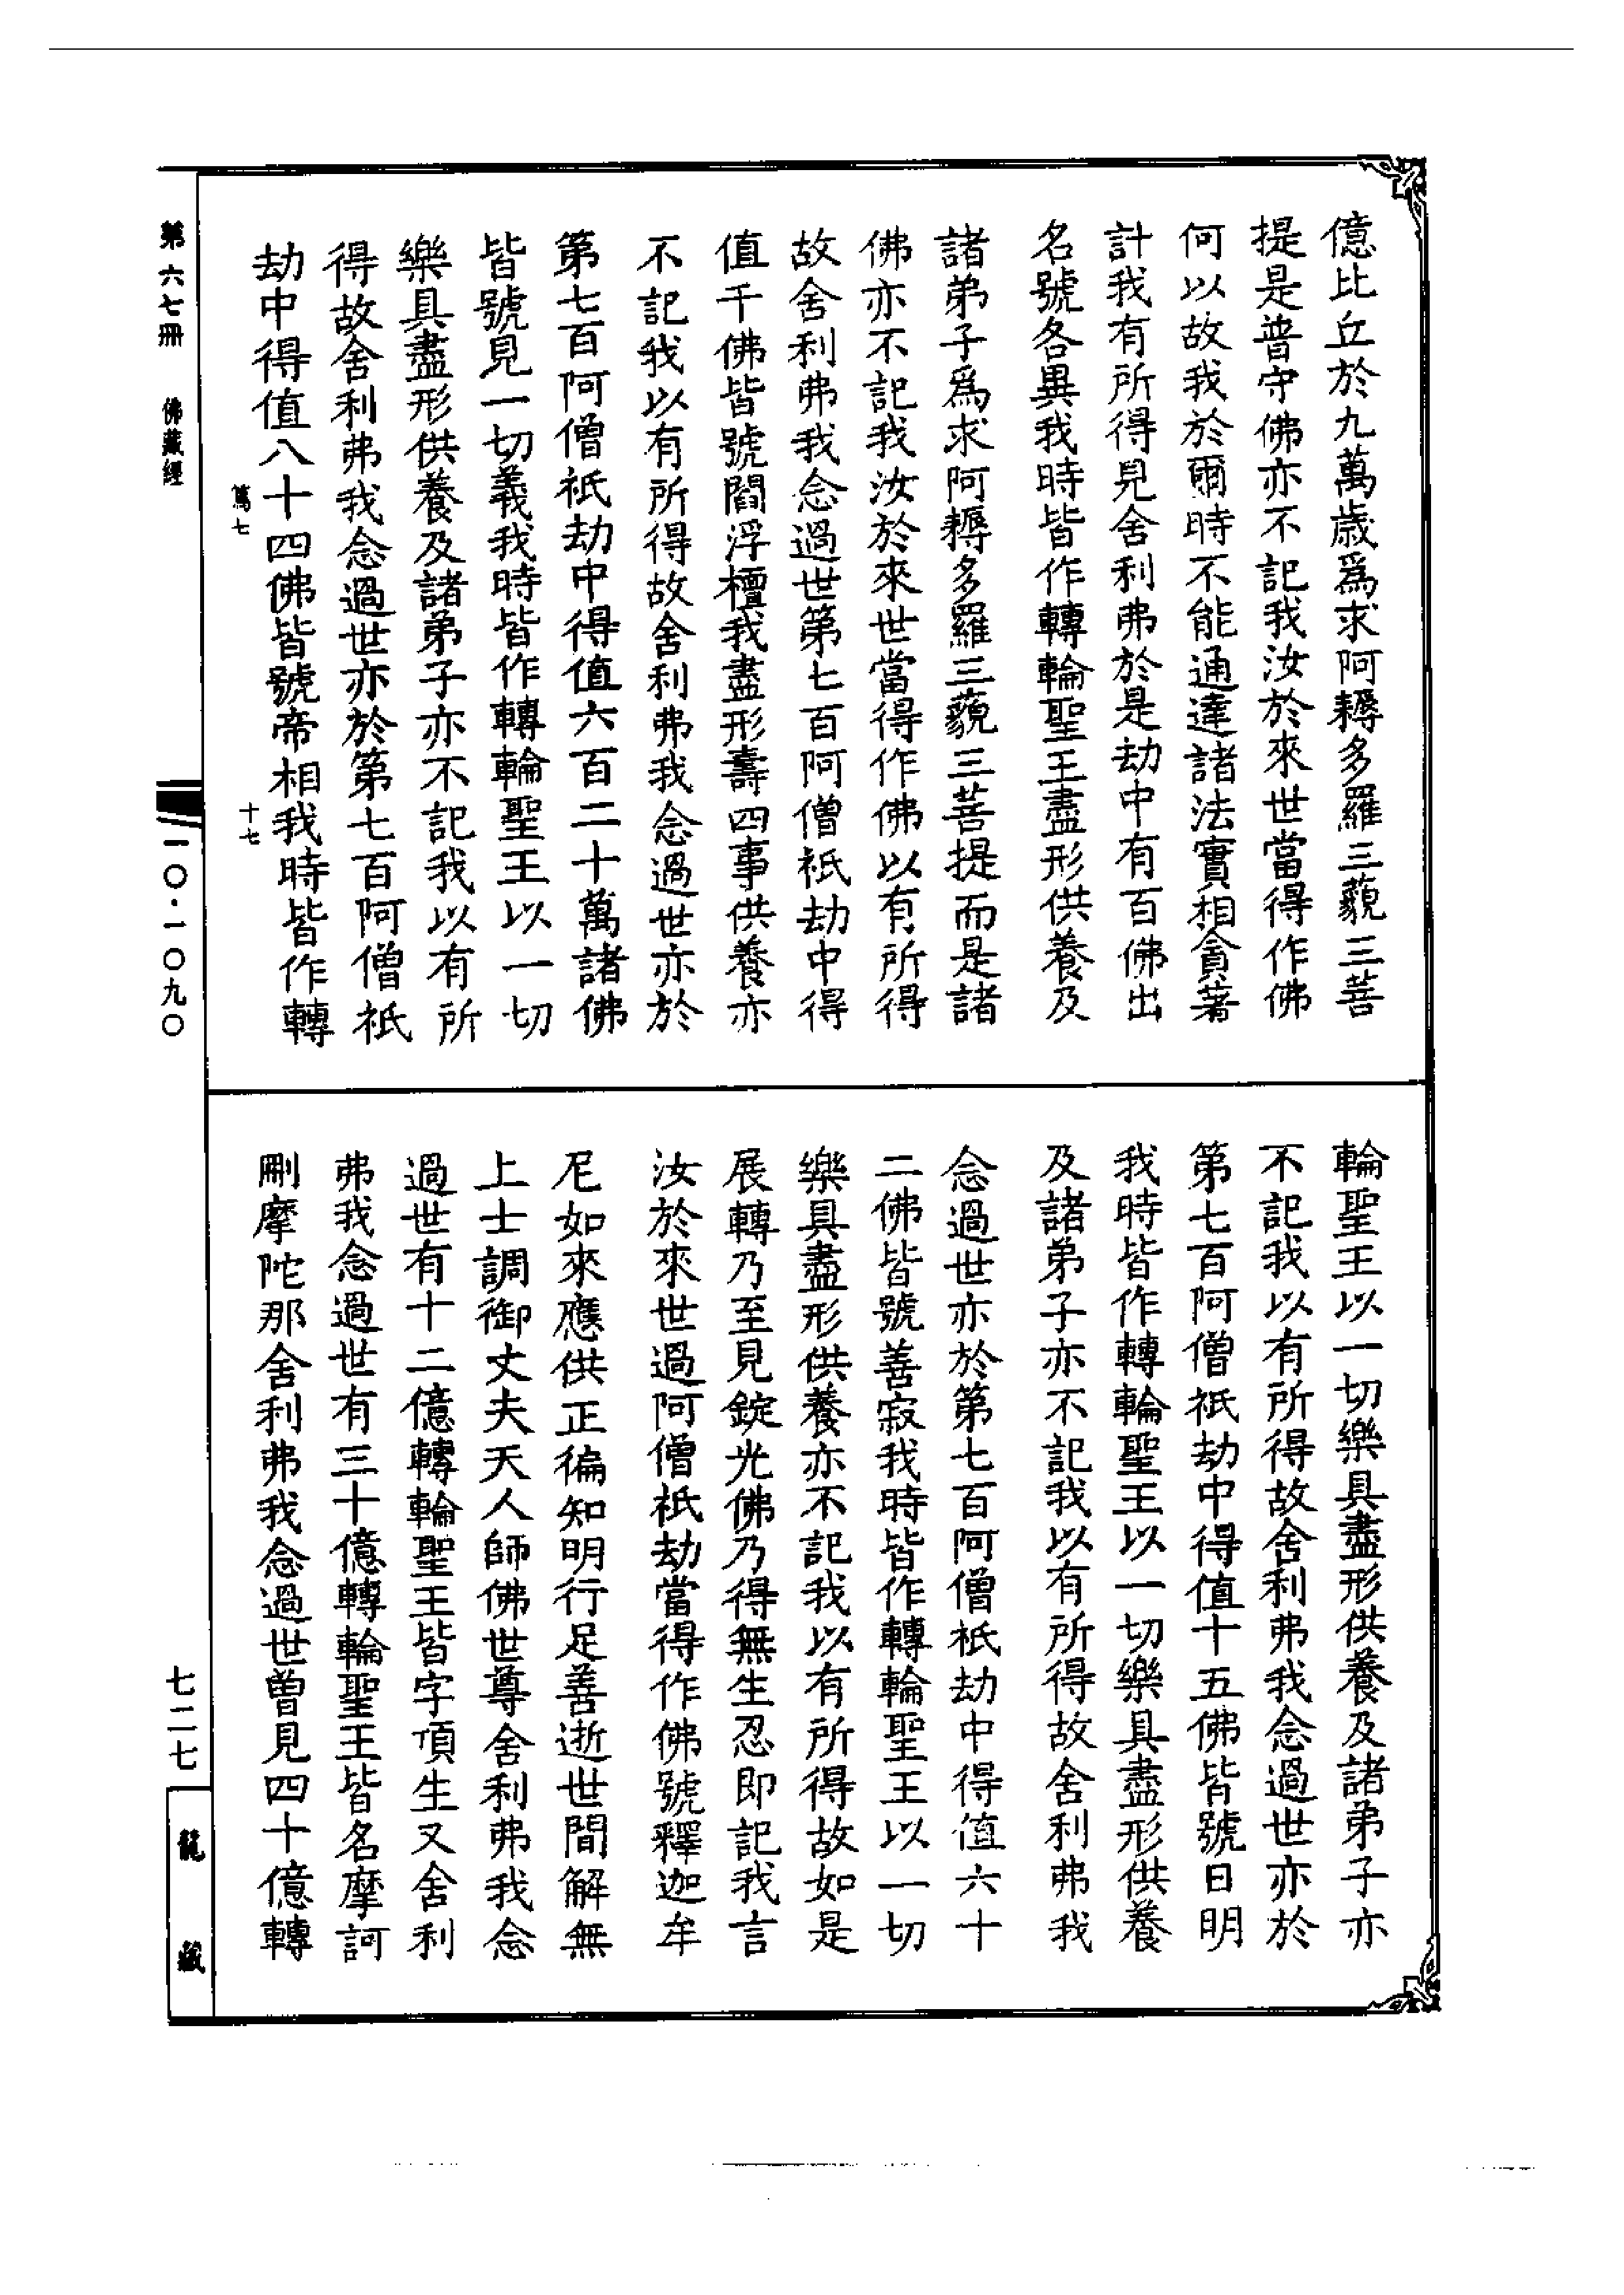 億比丘於九萬歲爲求阿耨多羅三藐三菩
提是普守佛亦不記我汝於來世當得作佛
何以故我於爾時不能通達諸法實相貪著
計我有所得見舍利弗於是劫中有百佛出
名號各異我時皆作轉輪聖王盡形供養及
諸弟子爲求阿耨多羅三藐三菩提而是諸
佛亦不記我汝於來世當得作佛以有所得
故舍利弗我念過世第七百阿僧祇劫中得
值千佛皆號閻浮檀我盡形壽四事供養亦
不記我以有所得故舍利弗我念過世亦於
第七百阿僧祇劫中得值六百二十萬諸佛
皆號見一切義我時皆作轉輪聖王以一切
樂具盡形供養及諸弟子亦不記我以有所
得故舍利弗我念過世亦於第七百阿僧祇
劫中得值八十四佛皆號帝相我時皆作轉
篤七 十七
輪聖王以一切樂具盡形供養及諸弟子亦
不記我以有所得故舍利弗我念過世亦於
第七百阿僧祇劫中得值十五佛皆號日明
我時皆作轉輪聖王以一切樂具盡形供養
及諸弟子亦不記我以有所得故舍利弗我
念過世亦於第七百阿僧祇劫中得值六十
二佛皆號善寂我時皆作轉輪聖王以一切
樂具盡形供養亦不記我以有所得故如是
展轉乃至見錠光佛乃得無生忍即記我言
汝於來世過阿僧祇劫當得作佛號釋迦牟
尼如來應供正徧知明行足善逝世間解無
上士調御丈夫天人師佛世尊舍利弗我念
過世有十二億轉輪聖王皆字頂生又舍利
弗我念過世有三十億轉輪聖王皆名摩訶
刪摩陀那舍利弗我念過世曾見四十億轉
第六七冊 佛藏經
一〇·一〇九〇
七二七
龍藏